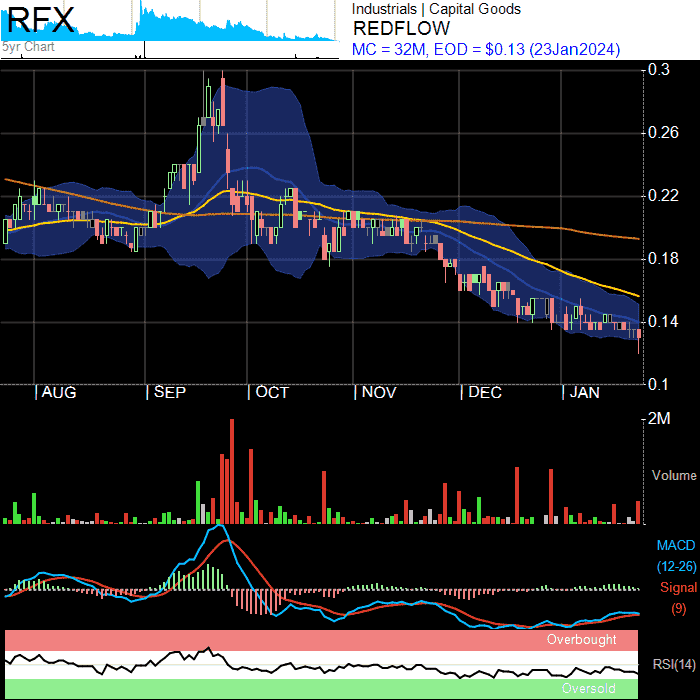 RFX
5yr Chart
Industrials | Capital Goods
REDFLOW
MC = 32M, EOD = $0.13 (23Jan2024)
0.3
0.26
0.22
0.18
0.14
0.1
| AUG | SEP | OCT | NOV | DEC | JAN
2M
Volume
MACD
(12-26)
Signal
(9)
Overbought
RSI(14)
Oversold